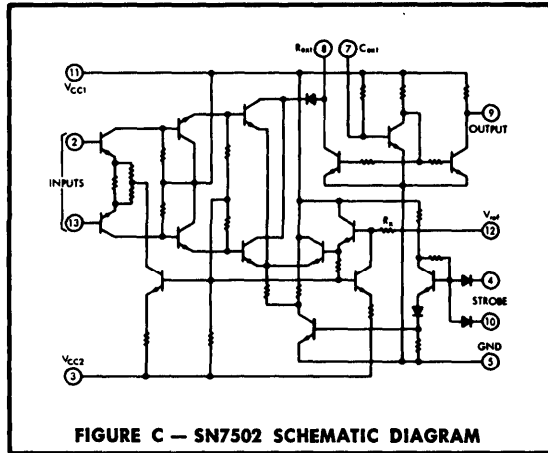 Rext 8 7 Cext
11
VCC1
9
OUTPUT
2
INPUTS
Rx
Vref
12
13
4
STROBE
10
VCC2
GND
3
5
FIGURE C — SN7502 SCHEMATIC DIAGRAM